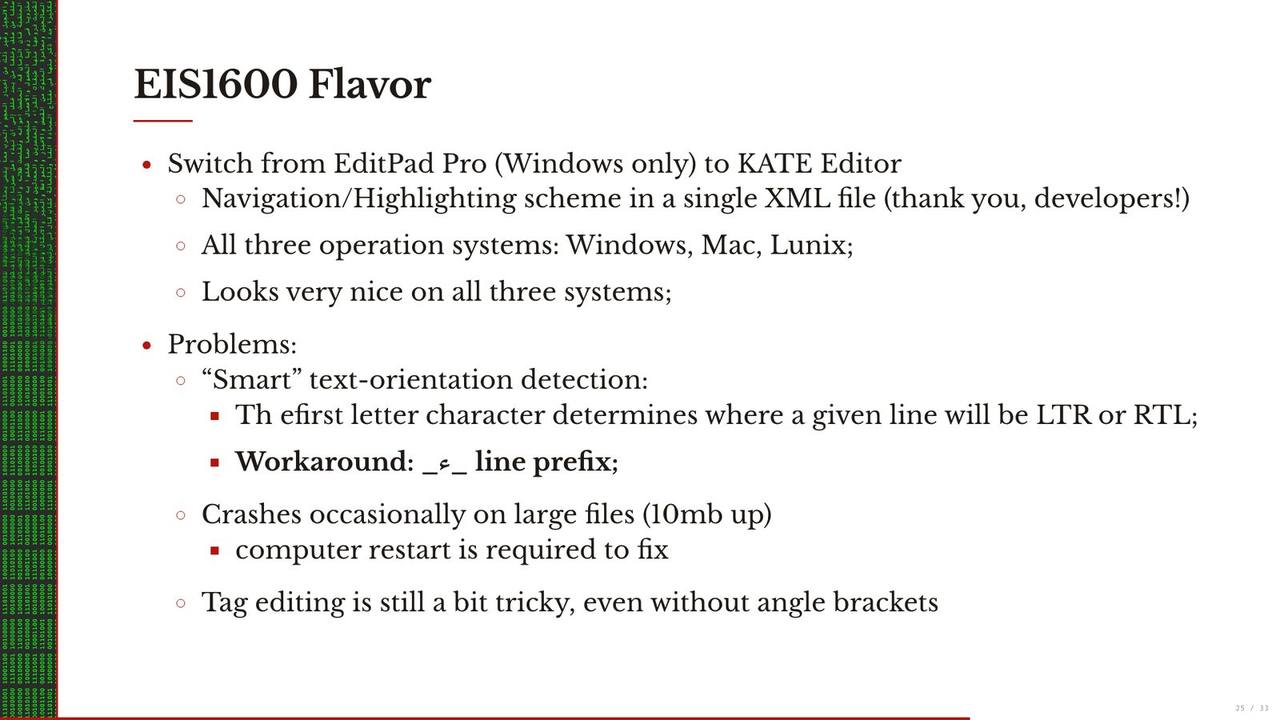 EIS1600 Flavor
Switch from EditPad Pro (Windows only) to KATE Editor
Navigation/Highlighting scheme in a single XML file (thank you, developers!)
All three operation systems: Windows, Mac, Lunix;
Looks very nice on all three systems;
Problems:
“Smart” text-orientation detection:
Th efirst letter character determines where a given line will be LTR or RTL;
Workaround: _ء_ line prefix;
Crashes occasionally on large files (10mb up)
computer restart is required to fix
Tag editing is still a bit tricky, even without angle brackets
25 / 33